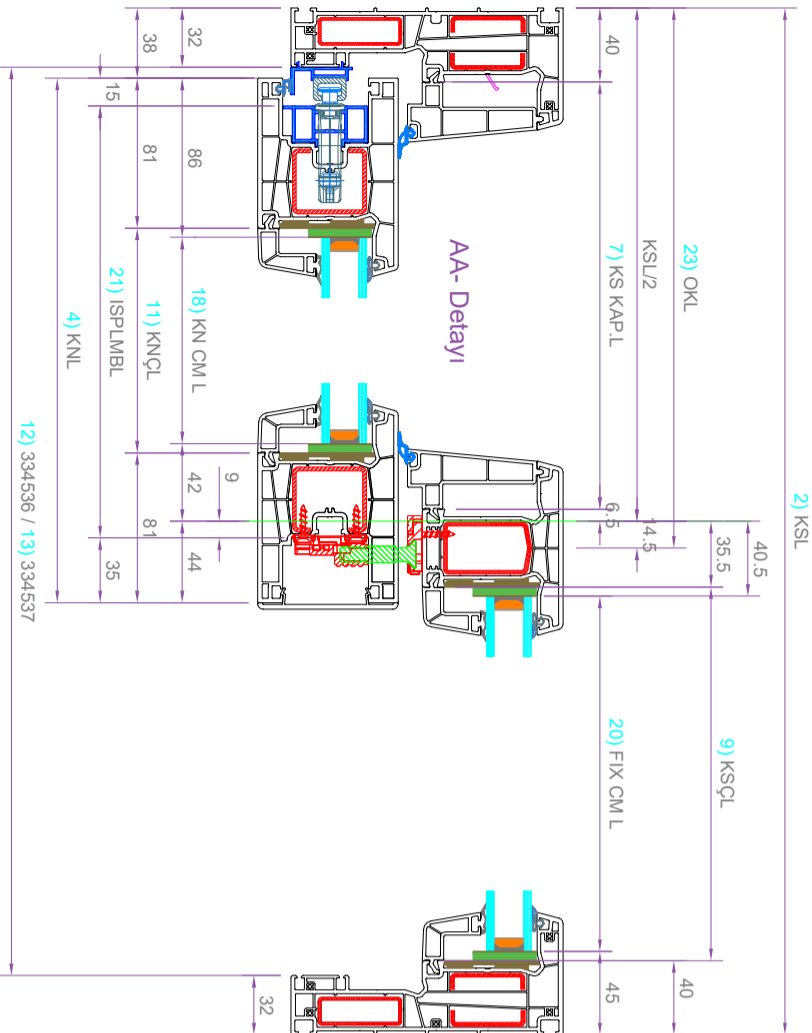 2) KSL
40.5
35.5
9) KSÇL
14.5
23) OKL
KSL/2
7) KS KAP.L
6.5
40
20) FIX CM L
45
40
AA- Detayı
32
38
86
81
15
18) KN CM L
11) KNÇL
21) ISPLMBL
4) KNL
9
42
44
81
35
12) 334536 / 13) 334537
32